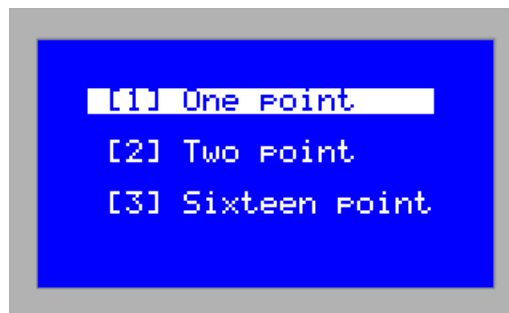 [1] One point
[2] Two point
[3] Sixteen point